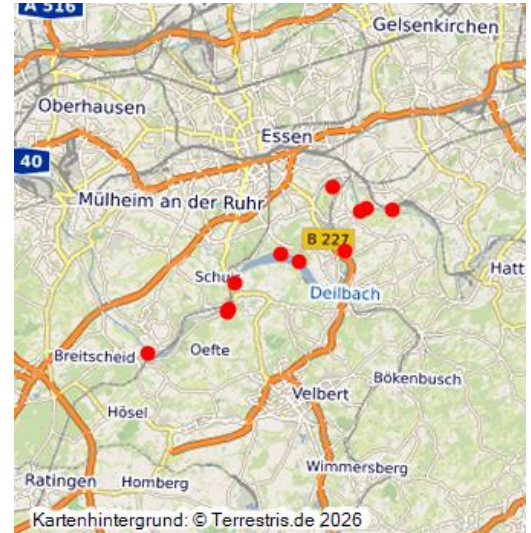 A 516
Gelsenkirchen
Oberhausen
Essen
40
Mülheim an der Ruhr
B 227
Schuir
Hatt
Deilbach
Breitscheid
Oefte
Bökenbusch
Velbert
Hösel
Wimmersberg
Ratingen
Homberg
Kartenhintergrund: © Terrestris.de 2026